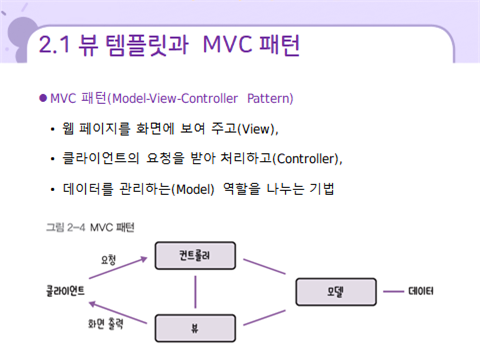 2.1 뷰 템플릿과 MVC 패턴
● MVC 패턴(Model-View-Controller Pattern)
• 웹 페이지를 화면에 보여 주고(View),
• 클라이언트의 요청을 받아 처리하고(Controller),
• 데이터를 관리하는(Model) 역할을 나누는 기법
그림 2-4 MVC 패턴
요청
컨트롤러
클라이언트
모델
데이터
화면 출력
뷰